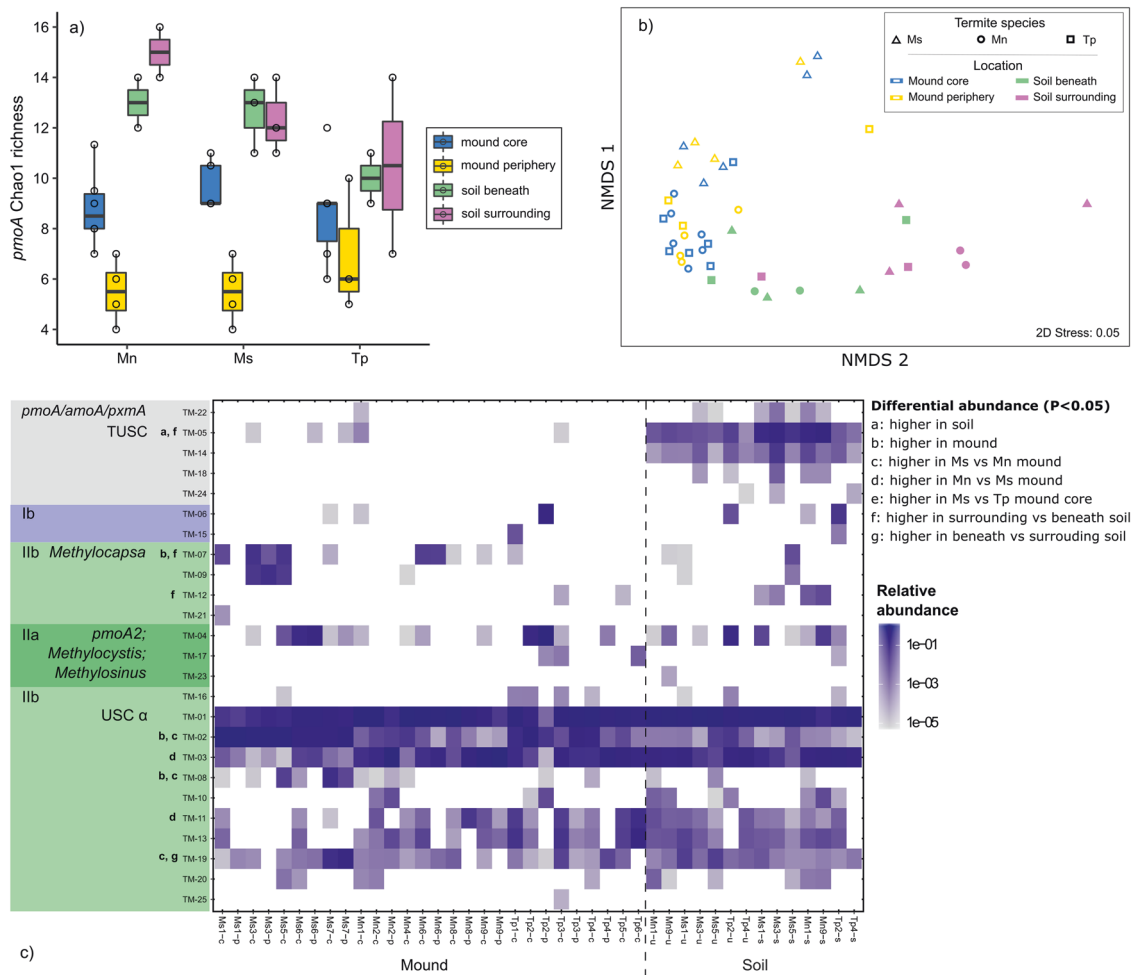 a)
16
14
12
10
8
6
4
pmoA Chao1 richness
Mn
Ms
Tp
mound core
mound periphery
soil beneath
soil surrounding
b)
Termite species
Ms
Mn
Tp
Location
Mound core
Soil beneath
Mound periphery
Soil surrounding
NMDS 1
NMDS 2
2D Stress: 0.05
pmoA/amoA/pxmA
TM-22
TUSC
a, f
TM-05
TM-14
TM-18
TM-24
Ib
TM-06
TM-15
IIb
Methylocapsa
b, f
TM-07
TM-09
f
TM-12
TM-21
IIa
pmoA2;
TM-04
Methylocystis;
TM-17
Methylosinus
TM-23
IIb
TM-16
USC α
TM-01
b, c
TM-02
d
TM-03
b, c
TM-08
TM-10
d
TM-11
TM-13
c, g
TM-19
TM-20
TM-25
Differential abundance (P<0.05)
a: higher in soil
b: higher in mound
c: higher in Ms vs Mn mound
d: higher in Mn vs Ms mound
e: higher in Ms vs Tp mound core
f: higher in surrounding vs beneath soil
g: higher in beneath vs surrouding soil
Relative
abundance
1e-01
1e-03
1e-05
Ms1-c
Ms1-p
Ms3-c
Ms3-p
Ms5-c
Ms6-c
Ms6-p
Ms7-c
Ms7-p
Mn1-c
Mn2-c
Mn2-p
Mn4-c
Mn6-c
Mn6-p
Mn8-c
Mn8-p
Mn9-c
Mn9-p
Tp1-c
Tp2-c
Tp2-p
Tp3-c
Tp3-p
Tp4-c
Tp4-p
Tp5-c
Tp6-c
Mn1-u
Mn9-u
Ms1-u
Ms3-u
Ms5-u
Tp2-u
Tp4-u
Ms1-s
Ms3-s
Ms5-s
Mn1-s
Mn9-s
Tp2-s
Tp4-s
c)
Mound
Soil